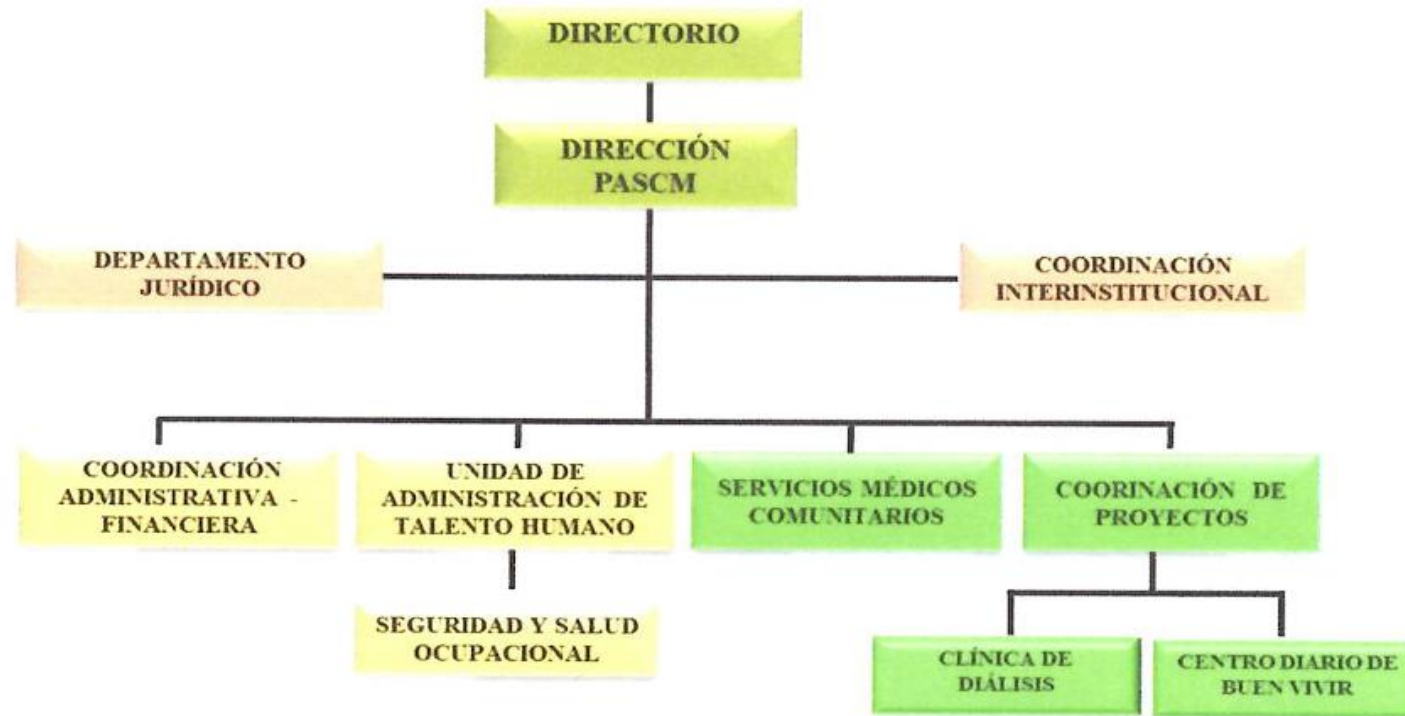 DIRECTORIO
DIRECCIÓN
PASCM
DEPARTAMENTO
JURÍDICO
COORDINACIÓN
INTERINSTITUCIONAL
COORDINACIÓN
ADMINISTRATIVA -
FINANCIERA
UNIDAD DE
ADMINISTRACIÓN DE
TALENTO HUMANO
SERVICIOS MÉDICOS
COMUNITARIOS
COORINACIÓN DE
PROYECTOS
SEGURIDAD Y SALUD
OCUPACIONAL
CLÍNICA DE
DIÁLISIS
CENTRO DIARIO DE
BUEN VIVIR